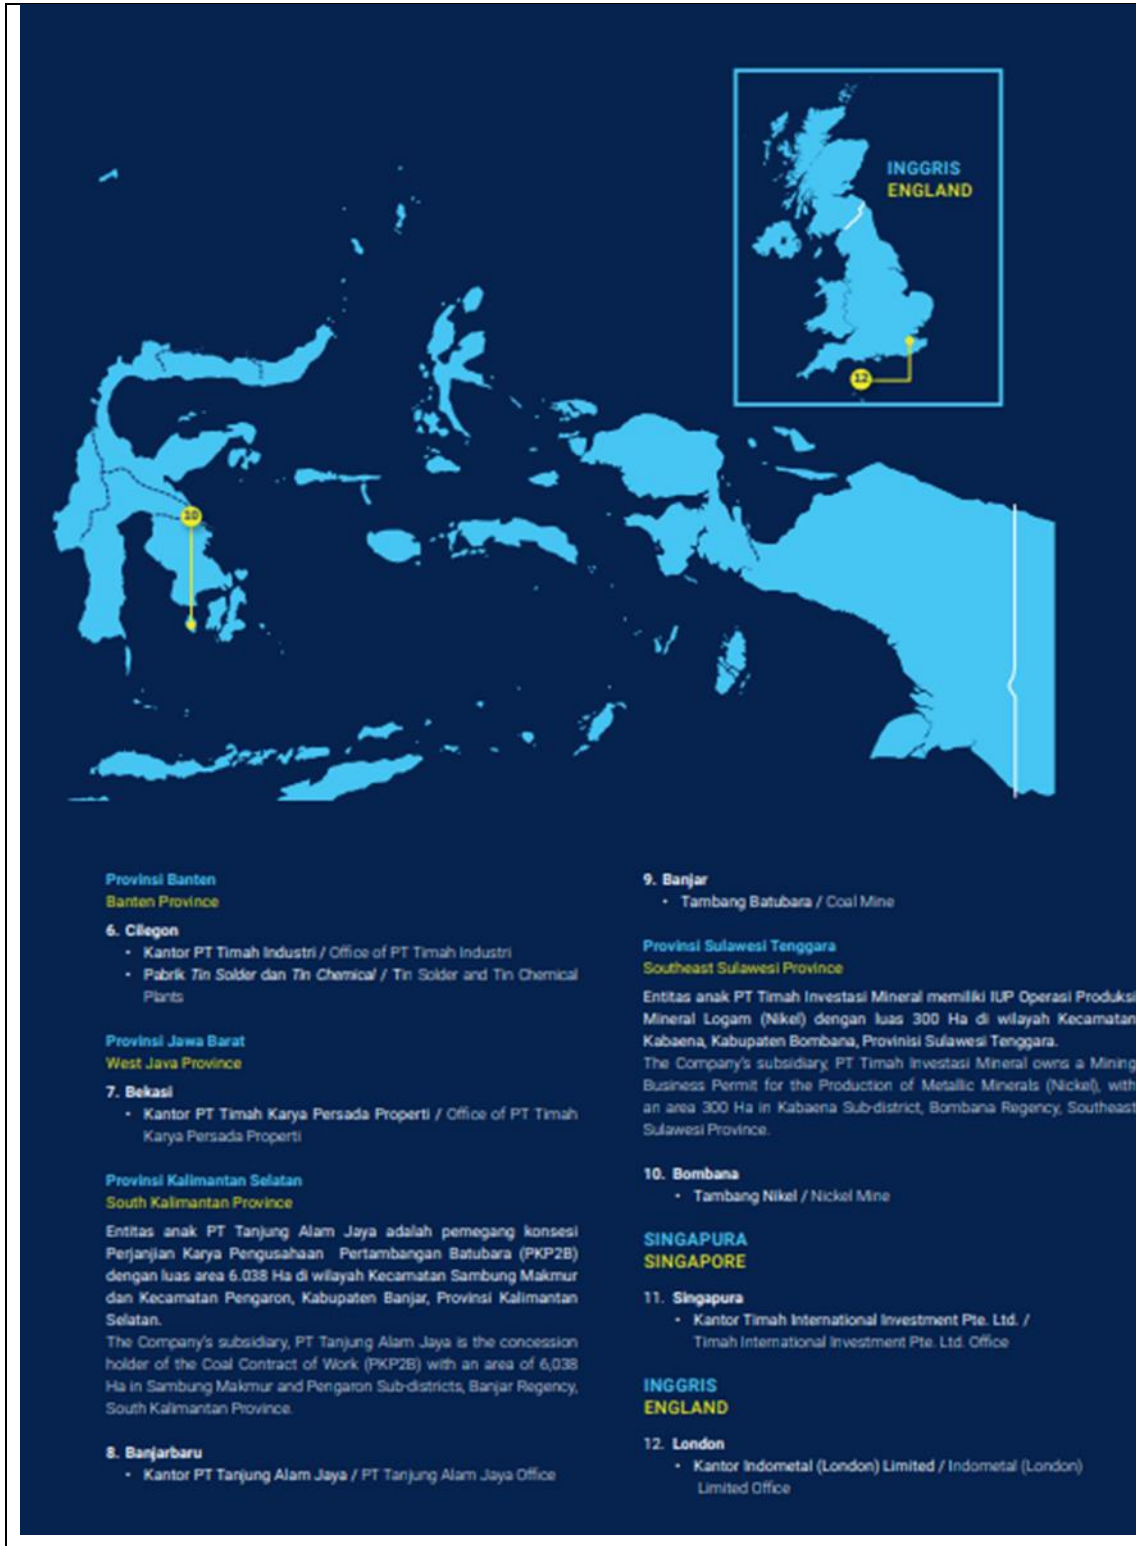 INGGRIS
ENGLAND
12
10
Provinsi Banten
Banten Province
6. Cilegon
• Kantor PT Timah Industri / Office of PT Timah Industri
• Pabrik Tin Solder dan Tin Chemical / Tin Solder and Tin Chemical
Plants
Provinsi Jawa Barat
West Java Province
7. Bekasi
• Kantor PT Timah Karya Persada Properti / Office of PT Timah
Karya Persada Properti
Provinsi Kalimantan Selatan
South Kalimantan Province
Entitas anak PT Tanjung Alam Jaya adalah pemegang konsesi
Perjanjian Karya Pengusahaan Pertambangan Batubara (PKP2B)
dengan luas area 6.038 Ha di wilayah Kecamatan Sambung Makmur
dan Kecamatan Pengaron, Kabupaten Banjar, Provinsi Kalimantan
Selatan.
The Company's subsidiary, PT Tanjung Alam Jaya is the concession
holder of the Coal Contract of Work (PKP2B) with an area of 6,038
Ha in Sambung Makmur and Pengaron Sub-districts, Banjar Regency,
South Kalimantan Province.
8. Banjarbaru
• Kantor PT Tanjung Alam Jaya / PT Tanjung Alam Jaya Office
9. Banjar
• Tambang Batubara / Coal Mine
Provinsi Sulawesi Tenggara
Southeast Sulawesi Province
Entitas anak PT Timah Investasi Mineral memiliki IUP Operasi Produksi
Mineral Logam (Nikel) dengan luas 300 Ha di wilayah Kecamatan
Kabaena, Kabupaten Bombana, Provinisi Sulawesi Tenggara.
The Company's subsidiary, PT Timah Investasi Mineral owns a Mining
Business Permit for the Production of Metallic Minerals (Nickel), with
an area 300 Ha in Kabaena Sub-district, Bombana Regency, Southeast
Sulawesi Province.
10. Bombana
• Tambang Nikel / Nickel Mine
SINGAPURA
SINGAPORE
11. Singapura
• Kantor Timah International Investment Pte. Ltd. /
Timah International Investment Pte. Ltd. Office
INGGRIS
ENGLAND
12. London
• Kantor Indometal (London) Limited / Indometal (London)
Limited Office